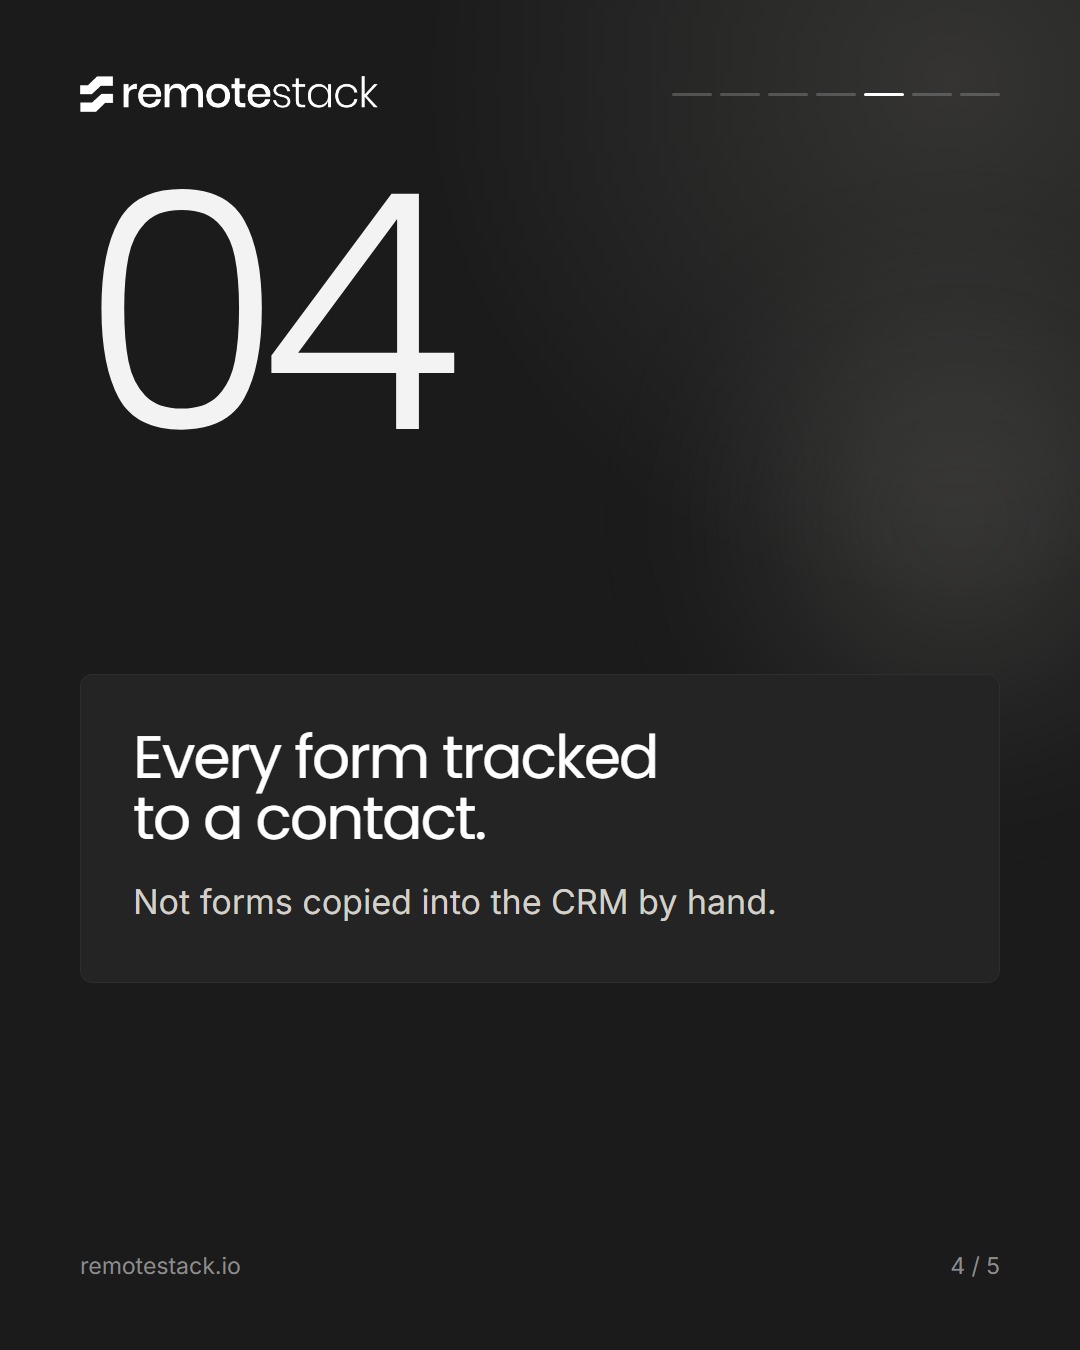 remotestack
04
Every form tracked
to a contact.
Not forms copied into the CRM by hand.
remotestack.io
4 / 5